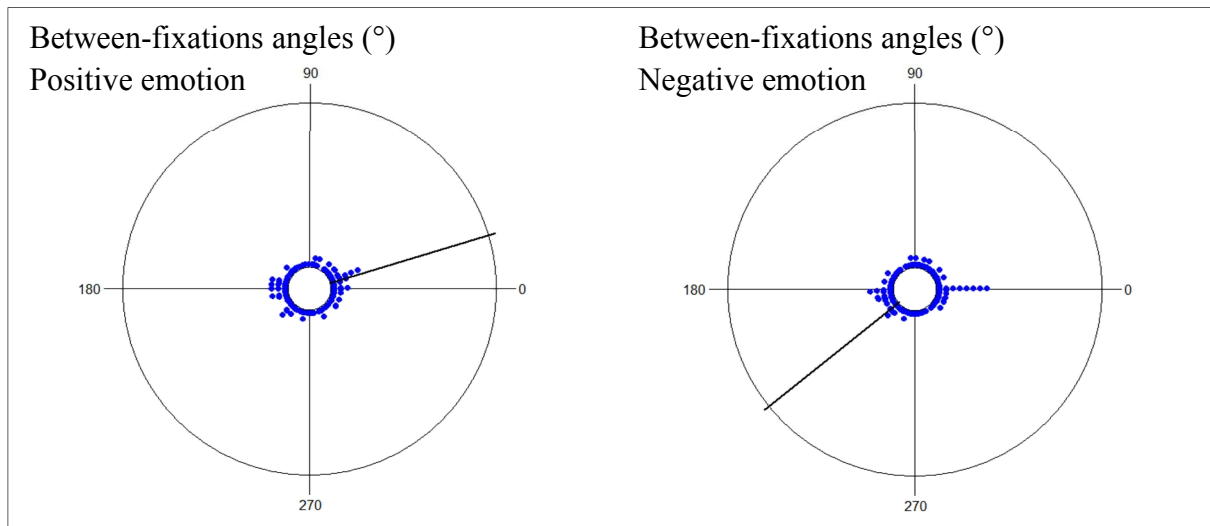 Between-fixations angles (°)
Positive emotion
90
180
0
270
Between-fixations angles (°)
Negative emotion
90
180
0
270